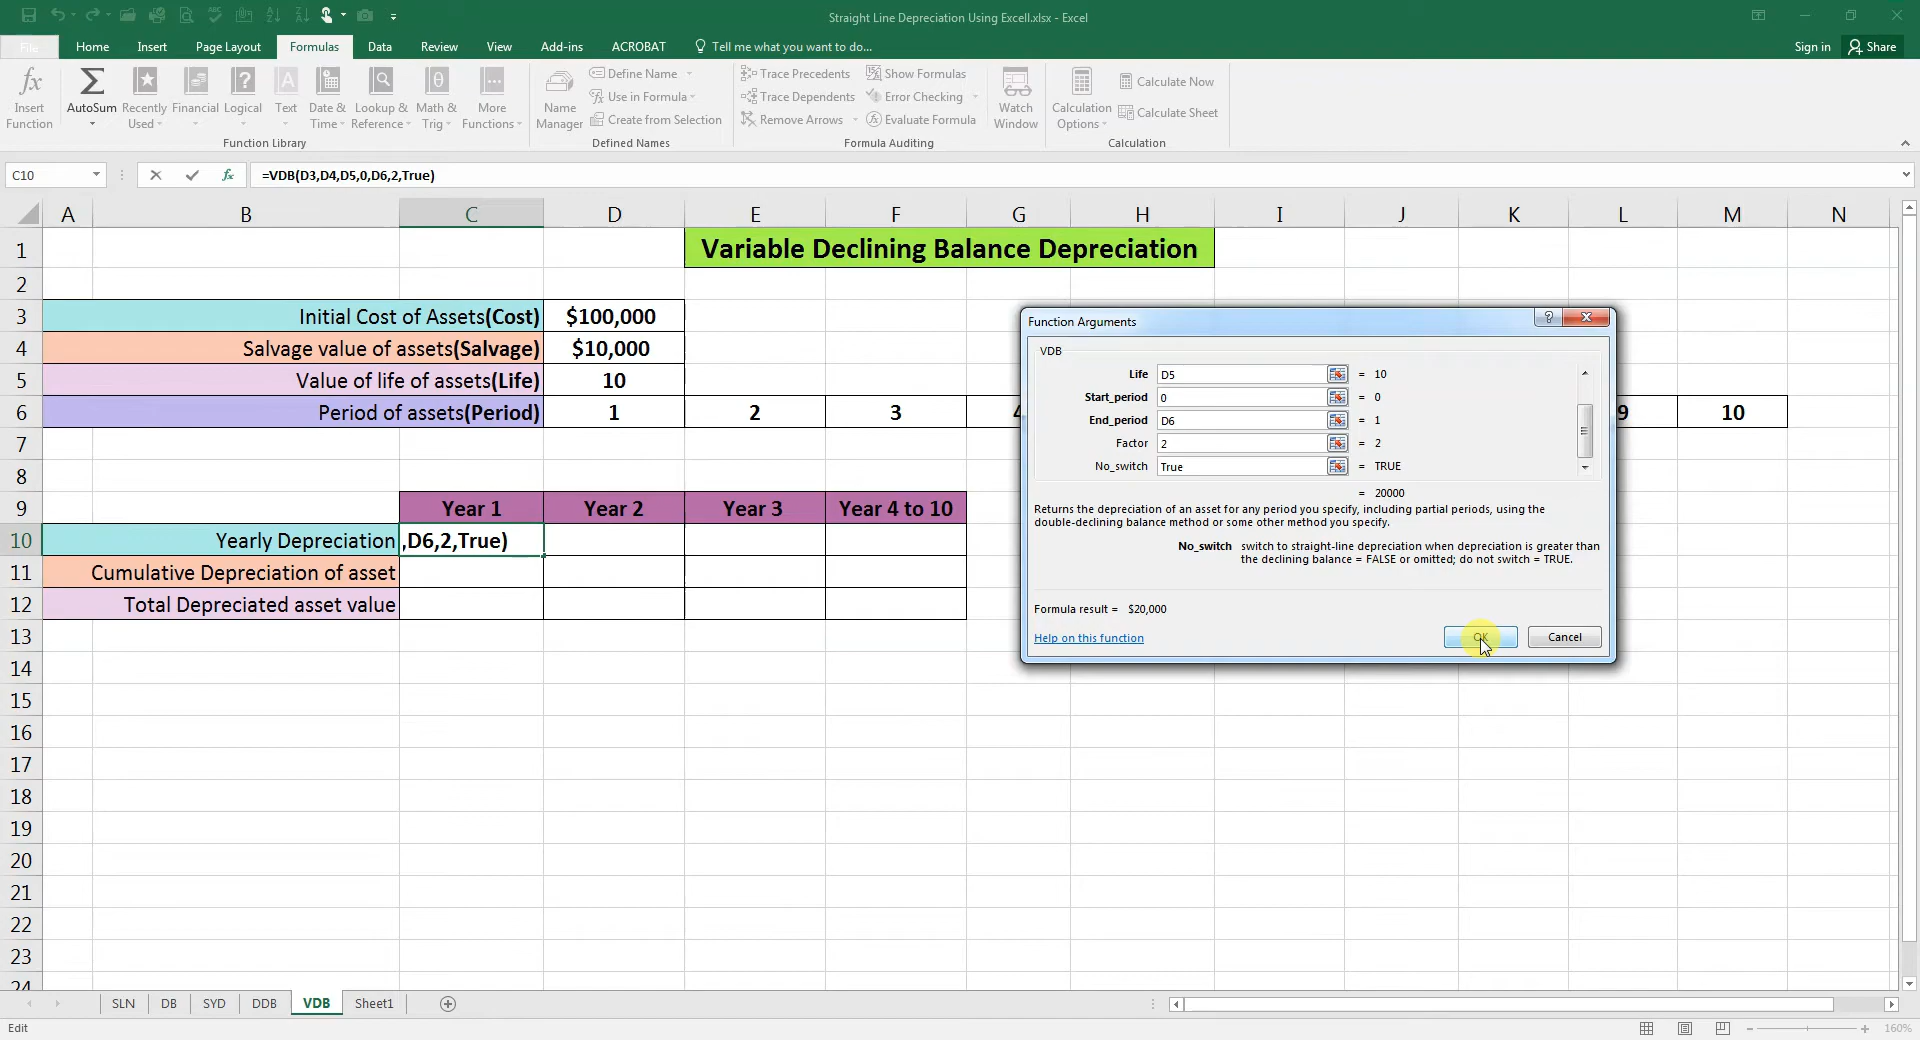 Straight Line Depreciation Using Excell.xlsx - Excel
File Home Insert Page Layout Formulas Data Review View Add-ins ACROBAT Tell me what you want to do... Sign in Share
Insert Function
AutoSum
Recently Used
Financial
Logical
Text
Date & Time
Lookup & Reference
Math & Trig
More Functions
Function Library
Name Manager
Define Name
Use in Formula
Create from Selection
Defined Names
Trace Precedents
Trace Dependents
Remove Arrows
Show Formulas
Error Checking
Evaluate Formula
Formula Auditing
Watch Window
Calculation Options
Calculate Now
Calculate Sheet
Calculation
C10 fx =VDB(D3,D4,D5,0,D6,2,True)
A B C D E F G H I J K L M N
1 Variable Declining Balance Depreciation
2
3 Initial Cost of Assets(Cost) $100,000
4 Salvage value of assets(Salvage) $10,000
5 Value of life of assets(Life) 10
6 Period of assets(Period) 1 2 3 4 9 10
7
8
9 Year 1 Year 2 Year 3 Year 4 to 10
10 Yearly Depreciation ,D6,2,True)
11 Cumulative Depreciation of asset
12 Total Depreciated asset value
13
14
15
16
17
18
19
20
21
22
23
24
Function Arguments
VDB
Life D5 = 10
Start_period 0 = 0
End_period D6 = 1
Factor 2 = 2
No_switch True = TRUE
= 20000
Returns the depreciation of an asset for any period you specify, including partial periods, using the
double-declining balance method or some other method you specify.
No_switch switch to straight-line depreciation when depreciation is greater than
the declining balance = FALSE or omitted; do not switch = TRUE.
Formula result = $20,000
Help on this function
OK Cancel
SLN DB SYD DDB VDB Sheet1
Edit
160%